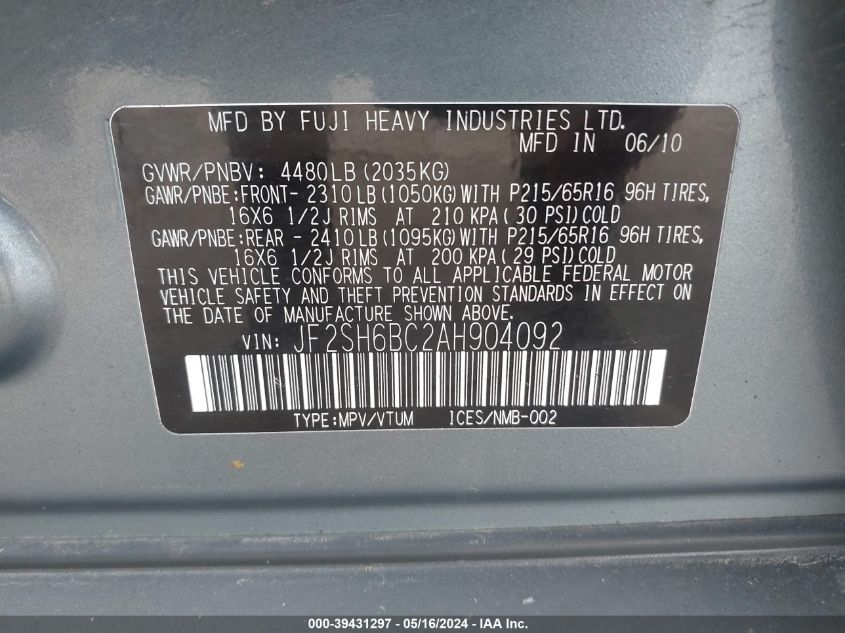 MFD BY FUJI HEAVY INDUSTRIES LTD.
MFD IN 06/10
GVWR/PNBV: 4480LB(2035KG)
GAWR/PNBE:FRONT- 2310LB(1050KG)WITH P215/65R16 96H TIRES,
16X6 1/2J RIMS AT 210 KPA(30 PSI)COLD
GAWR/PNBE:REAR - 2410LB(1095KG)WITH P215/65R16 96H TIRES,
16X6 1/2J RIMS AT 200 KPA(29 PSI)COLD
THIS VEHICLE CONFORMS TO ALL APPLICABLE FEDERAL MOTOR
VEHICLE SAFETY AND THEFT PREVENTION STANDARDS IN EFFECT ON
THE DATE OF MANUFACTURE SHOWN ABOVE.
VIN: JF2SH6BC2AH904092
TYPE:MPV/VTUM ICES/NMB-002
000-39431297 - 05/16/2024 - IAA Inc.